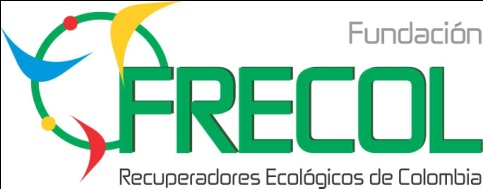 Fundación
FRECOL
Recuperadores Ecológicos de Colombia